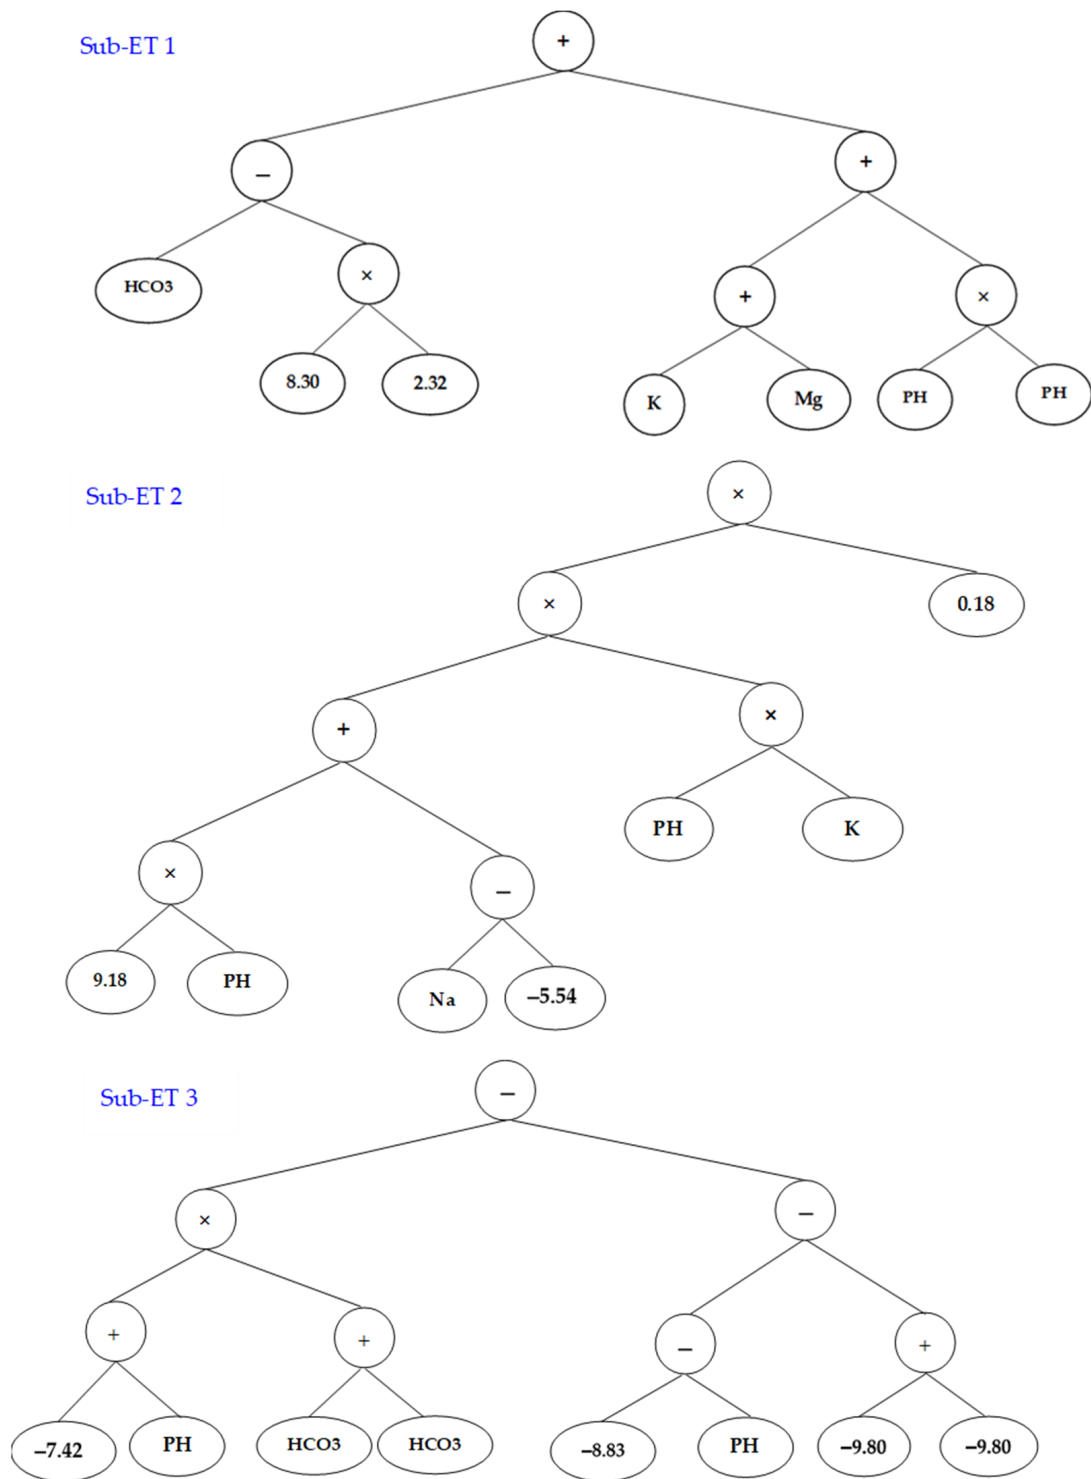 Sub-ET 1
+
–
+
HCO3
×
+
×
8.30
2.32
K
Mg
PH
PH
Sub-ET 2
×
×
0.18
+
×
PH
K
×
–
9.18
PH
Na
–5.54
Sub-ET 3
–
×
–
+
+
–
+
–7.42
PH
HCO3
HCO3
–8.83
PH
–9.80
–9.80